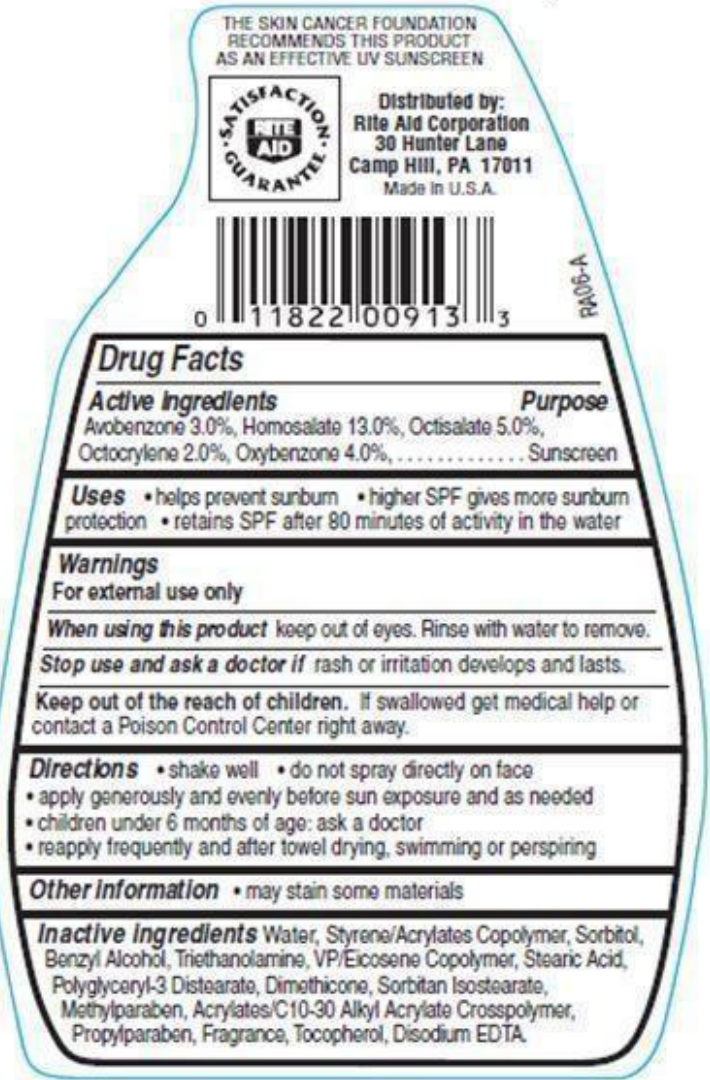 THE SKIN CANCER FOUNDATION
RECOMMENDS THIS PRODUCT
AS AN EFFECTIVE UV SUNSCREEN
• SATISFACTION •
RITE
AID
GUARANTEE
Distributed by:
Rite Aid Corporation
30 Hunter Lane
Camp Hill, PA 17011
Made in U.S.A.
RA06-A
0 11822 00913 3
Drug Facts
Active Ingredients Purpose
Avobenzone 3.0%, Homosalate 13.0%, Octisalate 5.0%,
Octocrylene 2.0%, Oxybenzone 4.0%, . . . . . . . . . . . . . Sunscreen
Uses • helps prevent sunburn • higher SPF gives more sunburn
protection • retains SPF after 80 minutes of activity in the water
Warnings
For external use only
When using this product keep out of eyes. Rinse with water to remove.
Stop use and ask a doctor if rash or irritation develops and lasts.
Keep out of the reach of children. If swallowed get medical help or
contact a Poison Control Center right away.
Directions • shake well • do not spray directly on face
• apply generously and evenly before sun exposure and as needed
• children under 6 months of age: ask a doctor
• reapply frequently and after towel drying, swimming or perspiring
Other information • may stain some materials
Inactive ingredients Water, Styrene/Acrylates Copolymer, Sorbitol,
Benzyl Alcohol, Triethanolamine, VP/Eicosene Copolymer, Stearic Acid,
Polyglyceryl-3 Distearate, Dimethicone, Sorbitan Isostearate,
Methylparaben, Acrylates/C10-30 Alkyl Acrylate Crosspolymer,
Propylparaben, Fragrance, Tocopherol, Disodium EDTA.